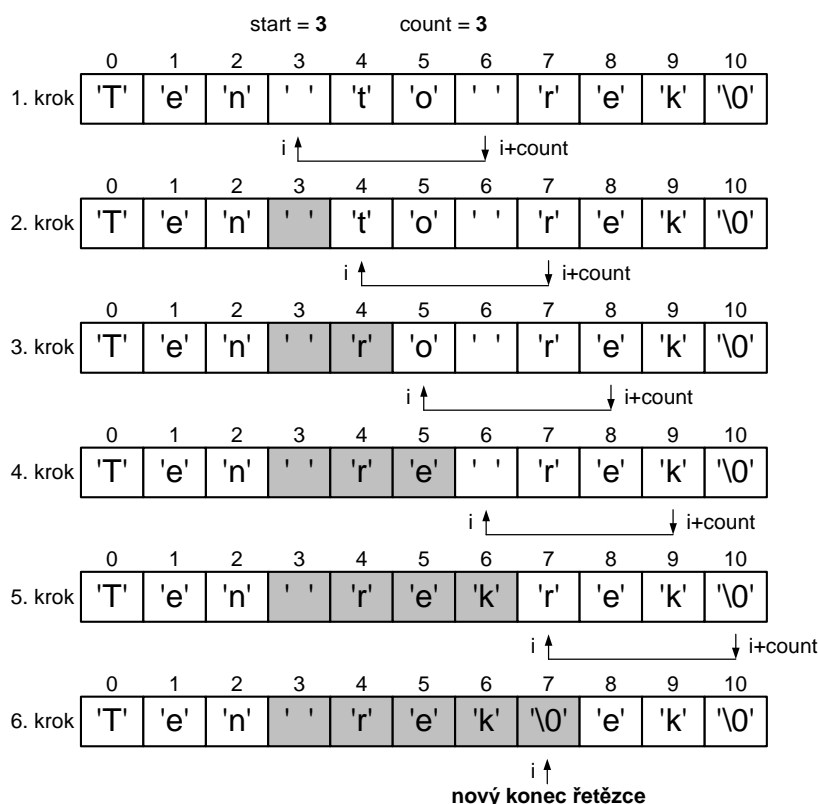 start = 3 count = 3
0 1 2 3 4 5 6 7 8 9 10
1. krok 'T' 'e' 'n' ' ' 't' 'o' ' ' 'r' 'e' 'k' '\0'
i i+count
0 1 2 3 4 5 6 7 8 9 10
2. krok 'T' 'e' 'n' ' ' 't' 'o' ' ' 'r' 'e' 'k' '\0'
i i+count
0 1 2 3 4 5 6 7 8 9 10
3. krok 'T' 'e' 'n' ' ' 'r' 'o' ' ' 'r' 'e' 'k' '\0'
i i+count
0 1 2 3 4 5 6 7 8 9 10
4. krok 'T' 'e' 'n' ' ' 'r' 'e' ' ' 'r' 'e' 'k' '\0'
i i+count
0 1 2 3 4 5 6 7 8 9 10
5. krok 'T' 'e' 'n' ' ' 'r' 'e' 'k' 'r' 'e' 'k' '\0'
i i+count
0 1 2 3 4 5 6 7 8 9 10
6. krok 'T' 'e' 'n' ' ' 'r' 'e' 'k' '\0' 'e' 'k' '\0'
i
nový konec řetězce